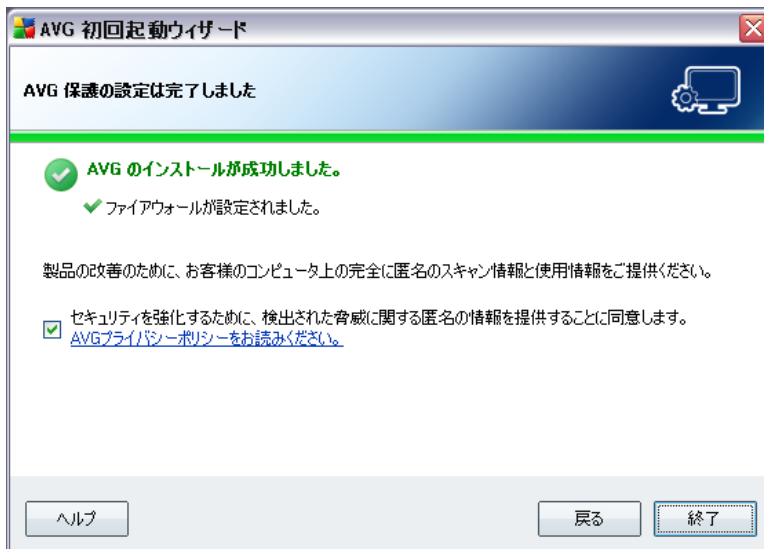 AVG 初回起動ウィザード
AVG 保護の設定は完了しました
AVG のインストールが成功しました。
ファイアウォールが設定されました。
製品の改善のために、お客様のコンピュータ上の完全に匿名のスキャン情報と使用情報をご提供ください。
セキュリティを強化するために、検出された脅威に関する匿名の情報を提供することに同意します。
AVGプライバシーポリシーをお読みください。
ヘルプ
戻る
終了